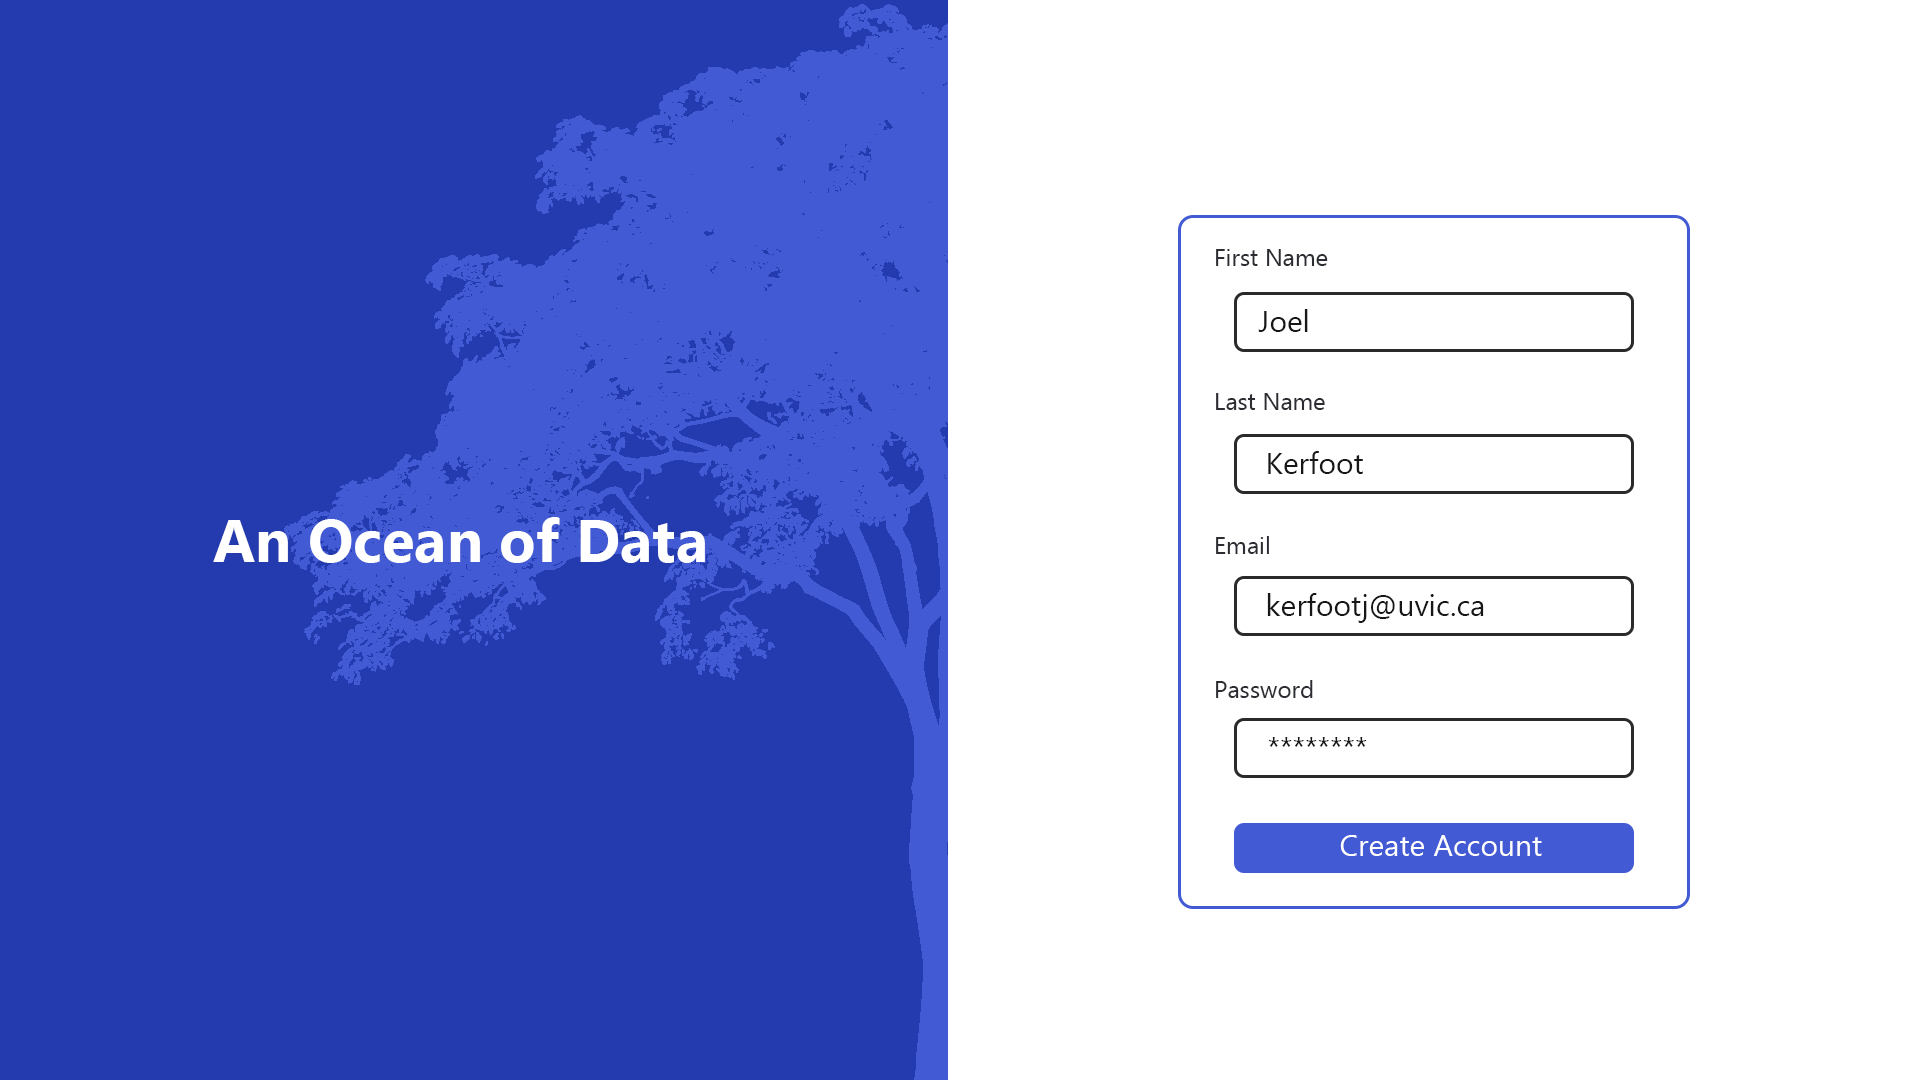 An Ocean of Data
First Name
Joel
Last Name
Kerfoot
Email
kerfootj@uvic.ca
Password
********
Create Account